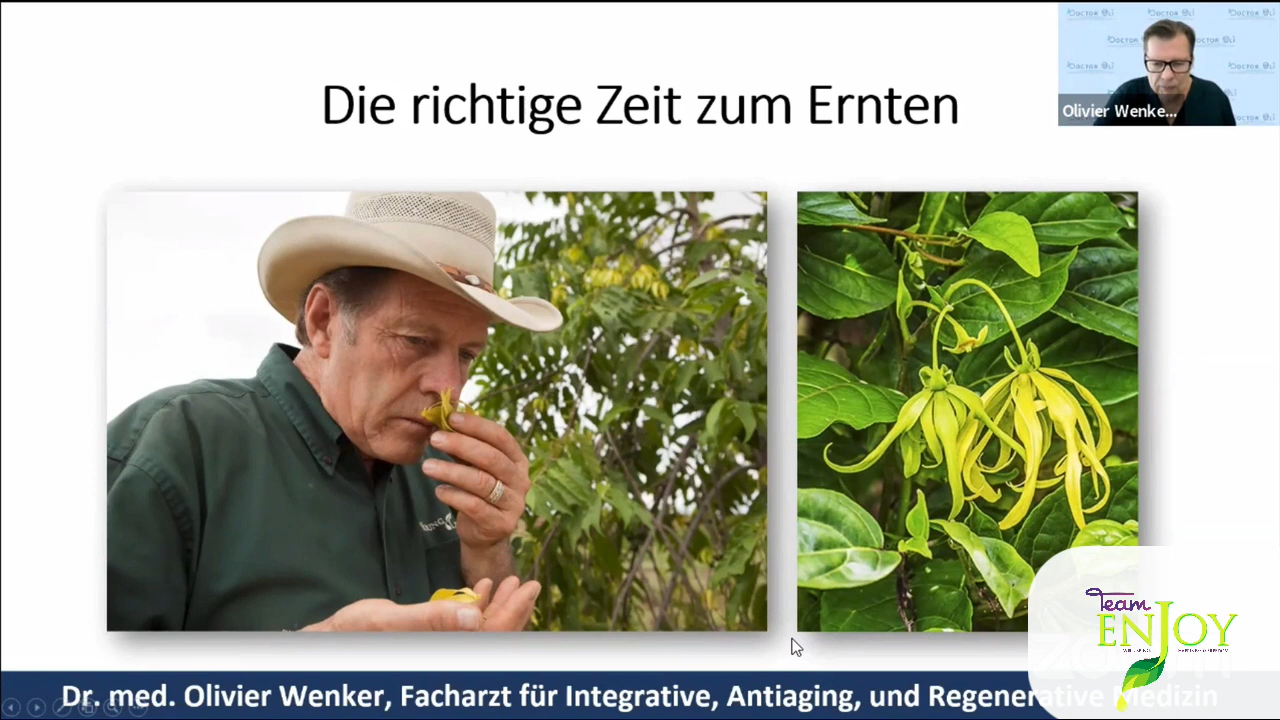 Die richtige Zeit zum Ernten
Olivier Wenke...
Team
ENJOY
Dr. med. Olivier Wenker, Facharzt für Integrative, Antiaging, und Regenerative Medizin